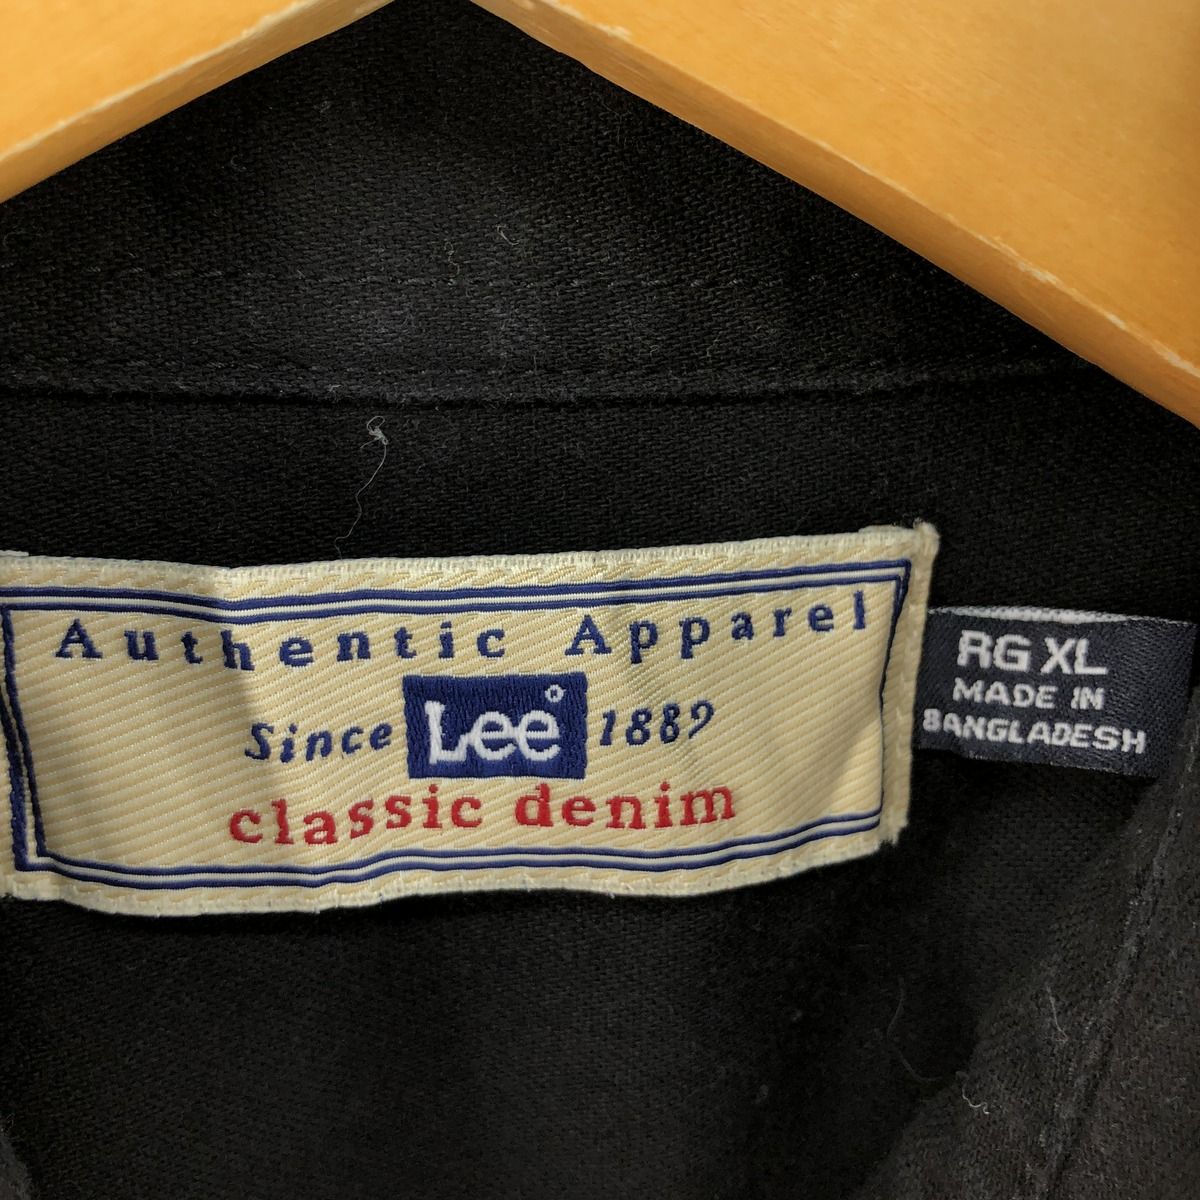 Authentic Apparel
Since Lee 1889
classic denim
RG XL
MADE IN
BANGLADESH